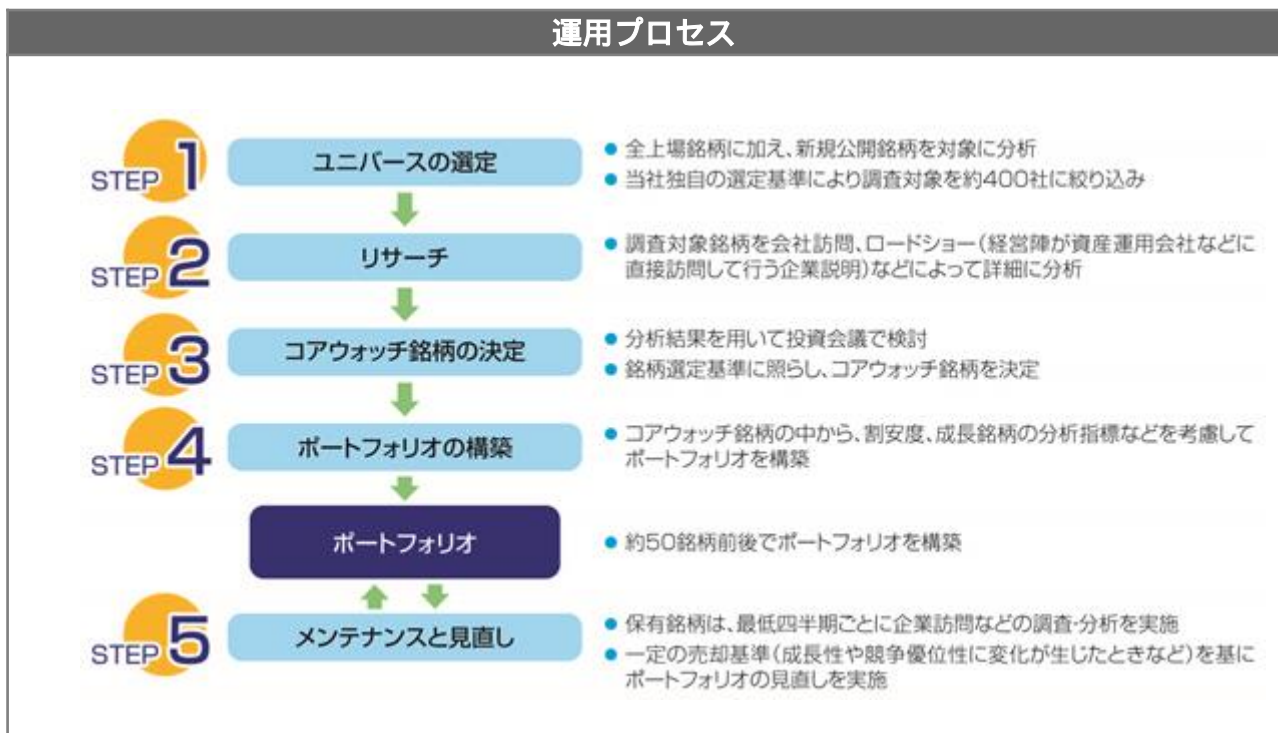 運用プロセス
STEP 1
ユニバースの選定
● 全上場銘柄に加え、新規公開銘柄を対象に分析
● 当社独自の選定基準により調査対象を約400社に絞り込み
STEP 2
リサーチ
● 調査対象銘柄を会社訪問、ロードショー(経営陣が資産運用会社などに
直接訪問して行う企業説明)などによって詳細に分析
STEP 3
コアウォッチ銘柄の決定
● 分析結果を用いて投資会議で検討
● 銘柄選定基準に照らし、コアウォッチ銘柄を決定
STEP 4
ポートフォリオの構築
● コアウォッチ銘柄の中から、割安度、成長銘柄の分析指標などを考慮して
ポートフォリオを構築
ポートフォリオ
● 約50銘柄前後でポートフォリオを構築
STEP 5
メンテナンスと見直し
● 保有銘柄は、最低四半期ごとに企業訪問などの調査・分析を実施
● 一定の売却基準(成長性や競争優位性に変化が生じたときなど)を基に
ポートフォリオの見直しを実施